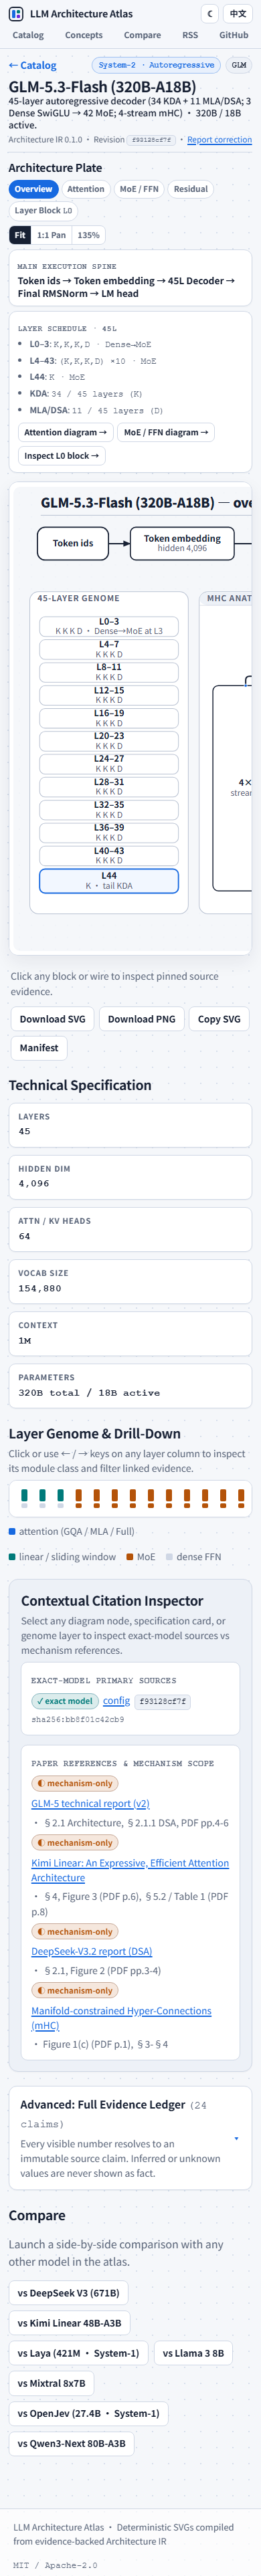 LLM Architecture Atlas
☾
中文
Catalog Concepts Compare RSS GitHub
← Catalog
System-2 · Autoregressive
GLM
GLM-5.3-Flash (320B-A18B)
45-layer autoregressive decoder (34 KDA + 11 MLA/DSA; 3
Dense SwiGLU → 42 MoE; 4-stream mHC) • 320B / 18B
active.
Architecture IR 0.1.0 • Revision f93128cf7f • Report correction
Architecture Plate
Overview Attention MoE / FFN Residual
Layer Block L0
Fit 1:1 Pan 135%
MAIN EXECUTION SPINE
Token ids → Token embedding → 45L Decoder →
Final RMSNorm → LM head
LAYER SCHEDULE · 45L
• L0–3: K,K,K,D · Dense→MoE
• L4–43: (K,K,K,D) ×10 · MoE
• L44: K · MoE
• KDA: 34 / 45 layers (K)
• MLA/DSA: 11 / 45 layers (D)
Attention diagram → MoE / FFN diagram →
Inspect L0 block →
GLM-5.3-Flash (320B-A18B) — ove
Token ids
Token embedding
hidden 4,096
45-LAYER GENOME
MHC ANAT
L0–3
K K K D • Dense→MoE at L3
L4–7
K K K D
L8–11
K K K D
L12–15
K K K D
L16–19
K K K D
L20–23
K K K D
L24–27
K K K D
L28–31
K K K D
L32–35
K K K D
L36–39
K K K D
L40–43
K K K D
L44
K • tail KDA
4×
strear
Click any block or wire to inspect pinned source
evidence.
Download SVG Download PNG Copy SVG
Manifest
Technical Specification
LAYERS
45
HIDDEN DIM
4,096
ATTN / KV HEADS
64
VOCAB SIZE
154,880
CONTEXT
1M
PARAMETERS
320B total / 18B active
Layer Genome & Drill-Down
Click or use ← / → keys on any layer column to inspect
its module class and filter linked evidence.
attention (GQA / MLA / Full)
linear / sliding window MoE dense FFN
Contextual Citation Inspector
Select any diagram node, specification card, or
genome layer to inspect exact-model sources vs
mechanism references.
EXACT-MODEL PRIMARY SOURCES
✓ exact model config f93128cf7f
sha256:bb8f01c42cb9
PAPER REFERENCES & MECHANISM SCOPE
◐ mechanism-only
GLM-5 technical report (v2)
• §2.1 Architecture, §2.1.1 DSA, PDF pp.4-6
◐ mechanism-only
Kimi Linear: An Expressive, Efficient Attention
Architecture
• §4, Figure 3 (PDF p.6), §5.2 / Table 1 (PDF
p.8)
◐ mechanism-only
DeepSeek-V3.2 report (DSA)
• §2.1, Figure 2 (PDF pp.3-4)
◐ mechanism-only
Manifold-constrained Hyper-Connections
(mHC)
• Figure 1(c) (PDF p.1), §3-§4
Advanced: Full Evidence Ledger (24
claims)
Every visible number resolves to an
immutable source claim. Inferred or unknown
values are never shown as fact.
Compare
Launch a side-by-side comparison with any
other model in the atlas.
vs DeepSeek V3 (671B)
vs Kimi Linear 48B-A3B
vs Laya (421M • System-1) vs Llama 3 8B
vs Mixtral 8x7B
vs OpenJev (27.4B • System-1)
vs Qwen3-Next 80B-A3B
LLM Architecture Atlas • Deterministic SVGs compiled
from evidence-backed Architecture IR
MIT / Apache-2.0